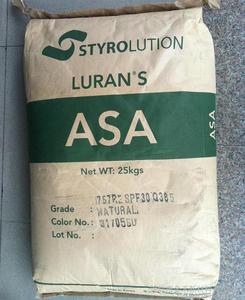 STYROLUTION
LURAN®S
ASA
Net WT: 25kgs
Grade :
NATURAL
Color No.:
Lot No.:
ASA